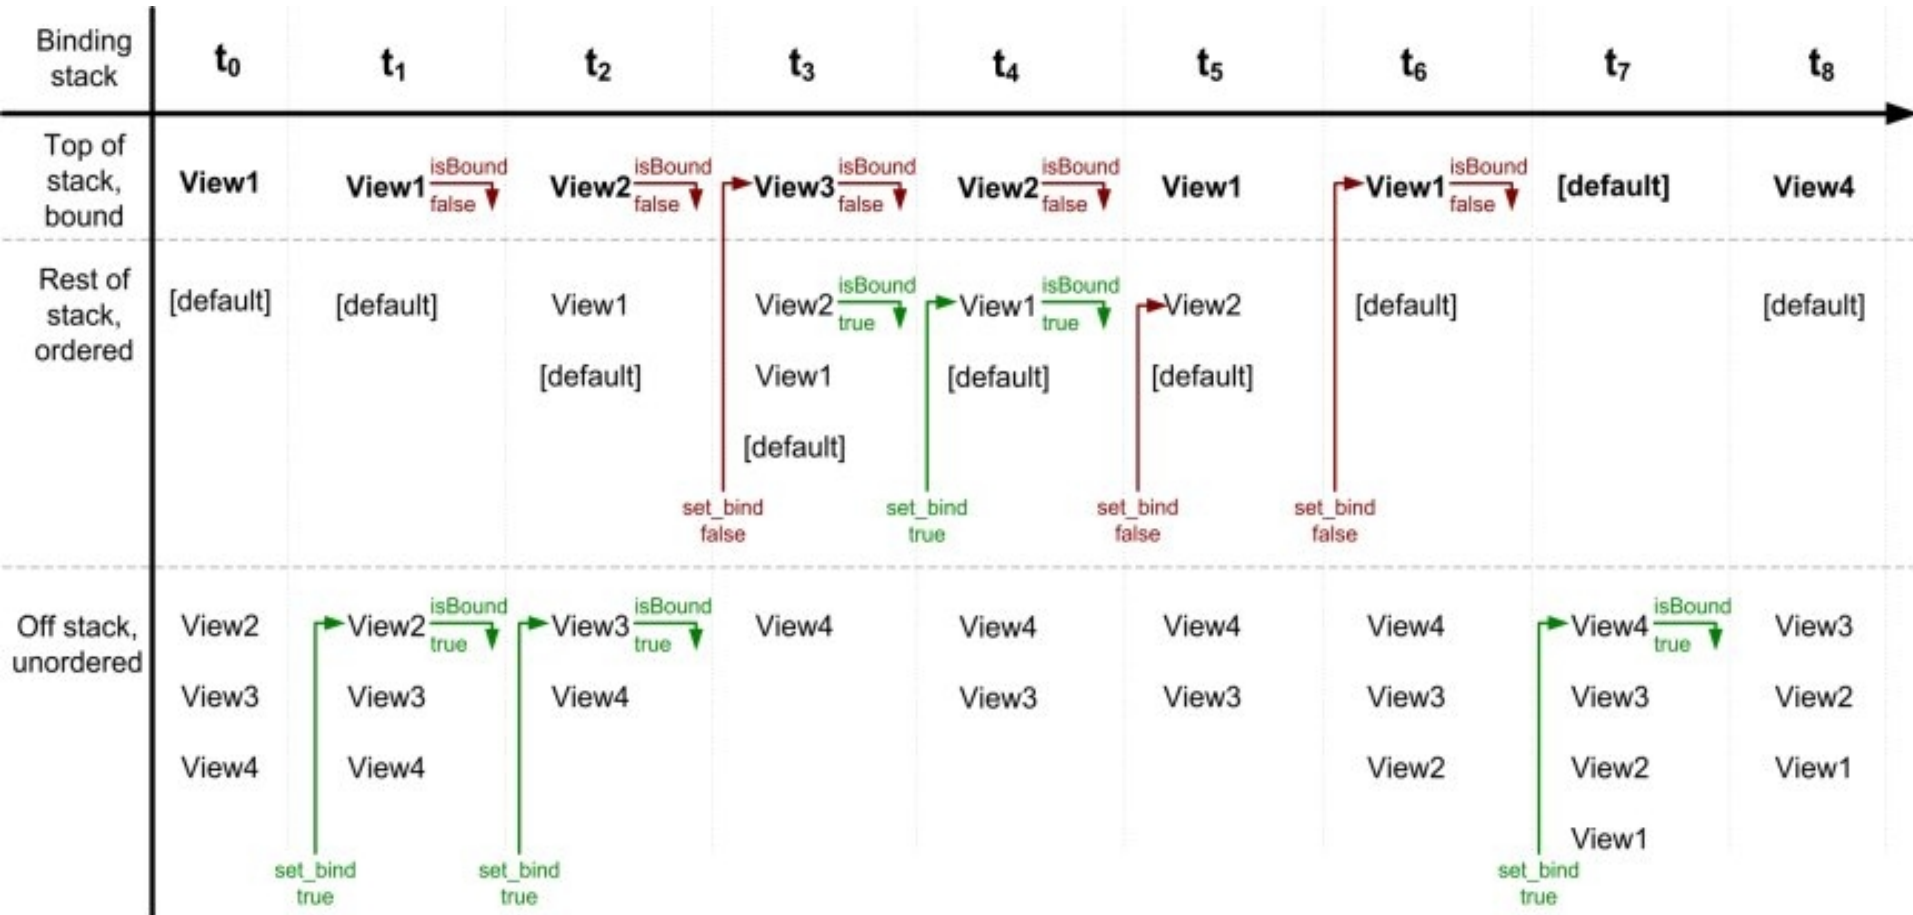 Binding
stack
t0 t1 t2 t3 t4 t5 t6 t7 t8
Top of
stack,
bound
View1 View1 isBound false View2 isBound false View3 isBound false View2 isBound false View1 View1 isBound false [default] View4
Rest of
stack,
ordered
[default] [default] View1 View2 isBound true View1 isBound true View2 [default] [default]
[default] View1 [default] [default]
[default]
set_bind set_bind set_bind set_bind
false true false false
Off stack,
unordered
View2 View2 isBound true View3 isBound true View4 View4 View4 View4 View4 isBound true View3
View3 View3 View4 View3 View3 View3 View3 View2
View4 View4 View2 View2 View1
View1
set_bind set_bind set_bind
true true true